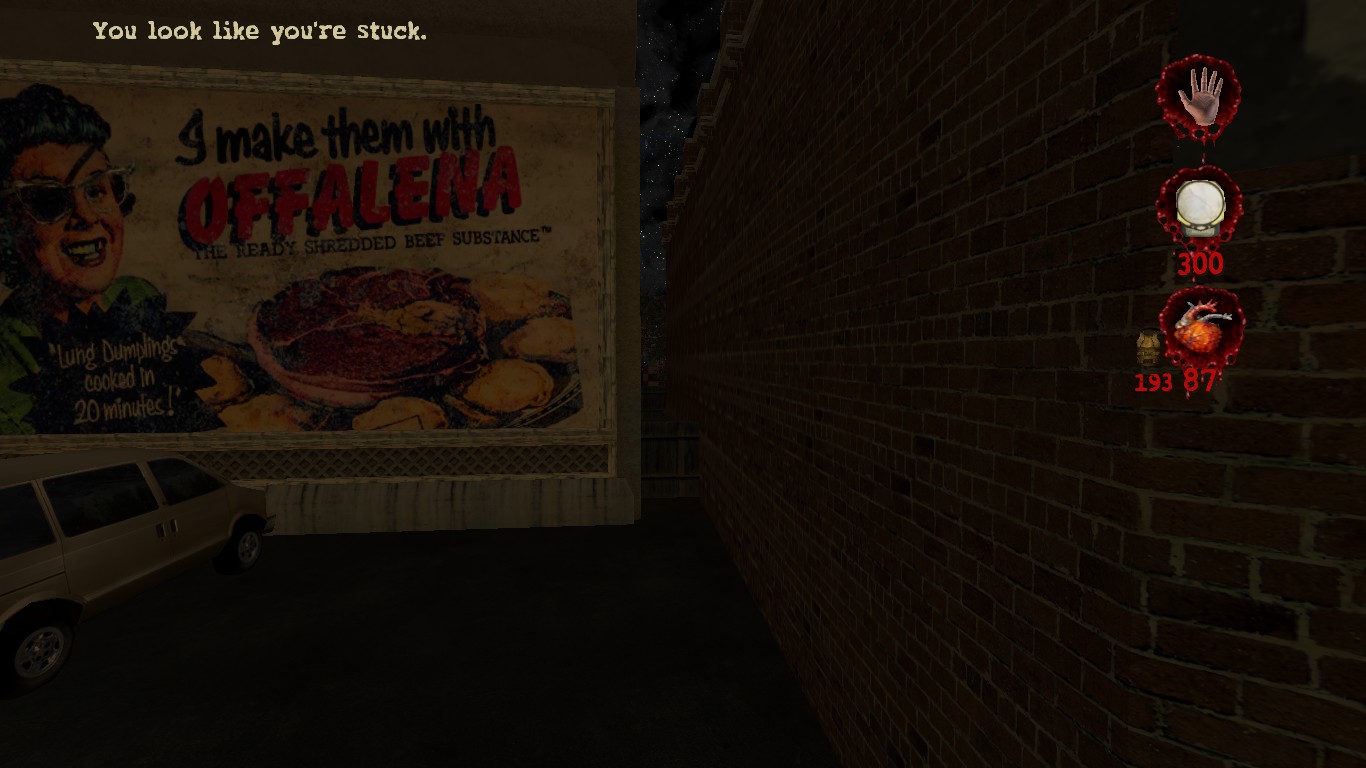 You look like you're stuck.
I make them with
OFFALENA
THE READY SHREDDED BEEF SUBSTANCE™
"Lung Dumplings
cooked in
20 minutes!"
300
193 87